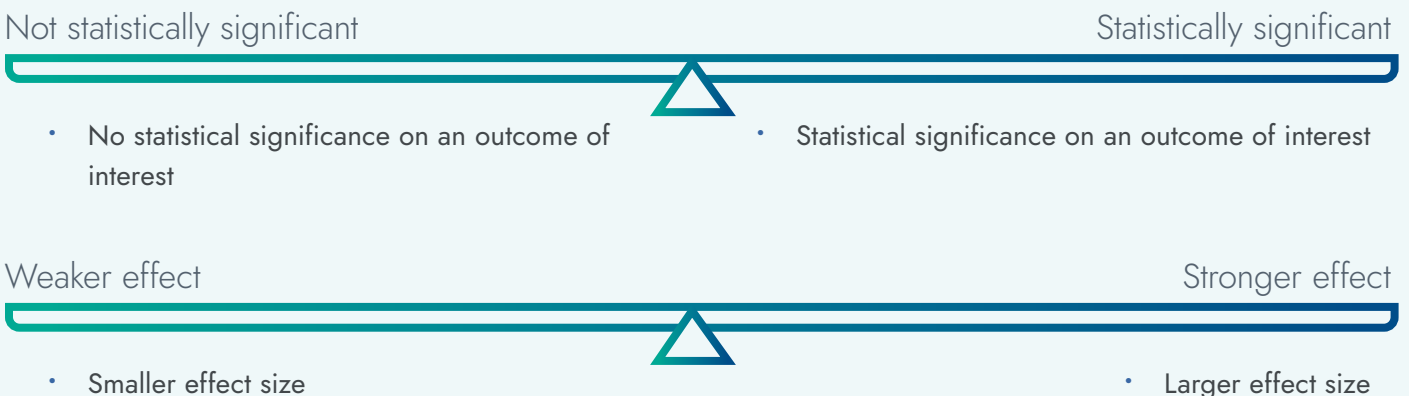 Not statistically significant
Statistically significant
• No statistical significance on an outcome of
interest
• Statistical significance on an outcome of interest
Weaker effect
Stronger effect
• Smaller effect size
• Larger effect size